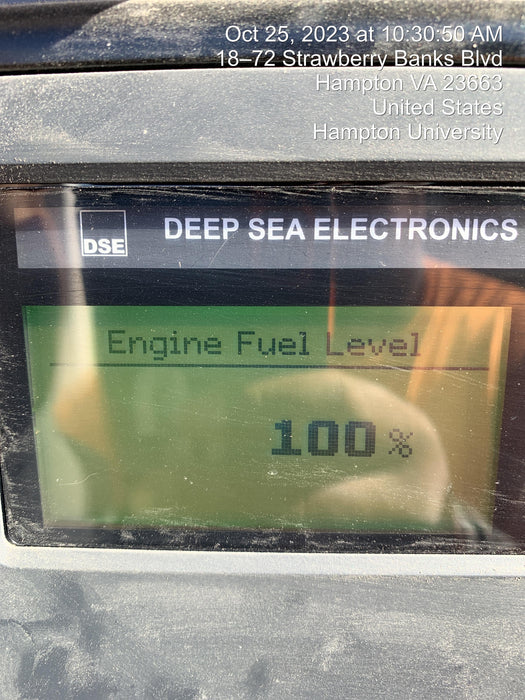 Oct 25, 2023 at 10:30:50 AM
18–72 Strawberry Banks Blvd
Hampton VA 23663
United States
Hampton University
DSE DEEP SEA ELECTRONICS
Engine Fuel Level
100 %